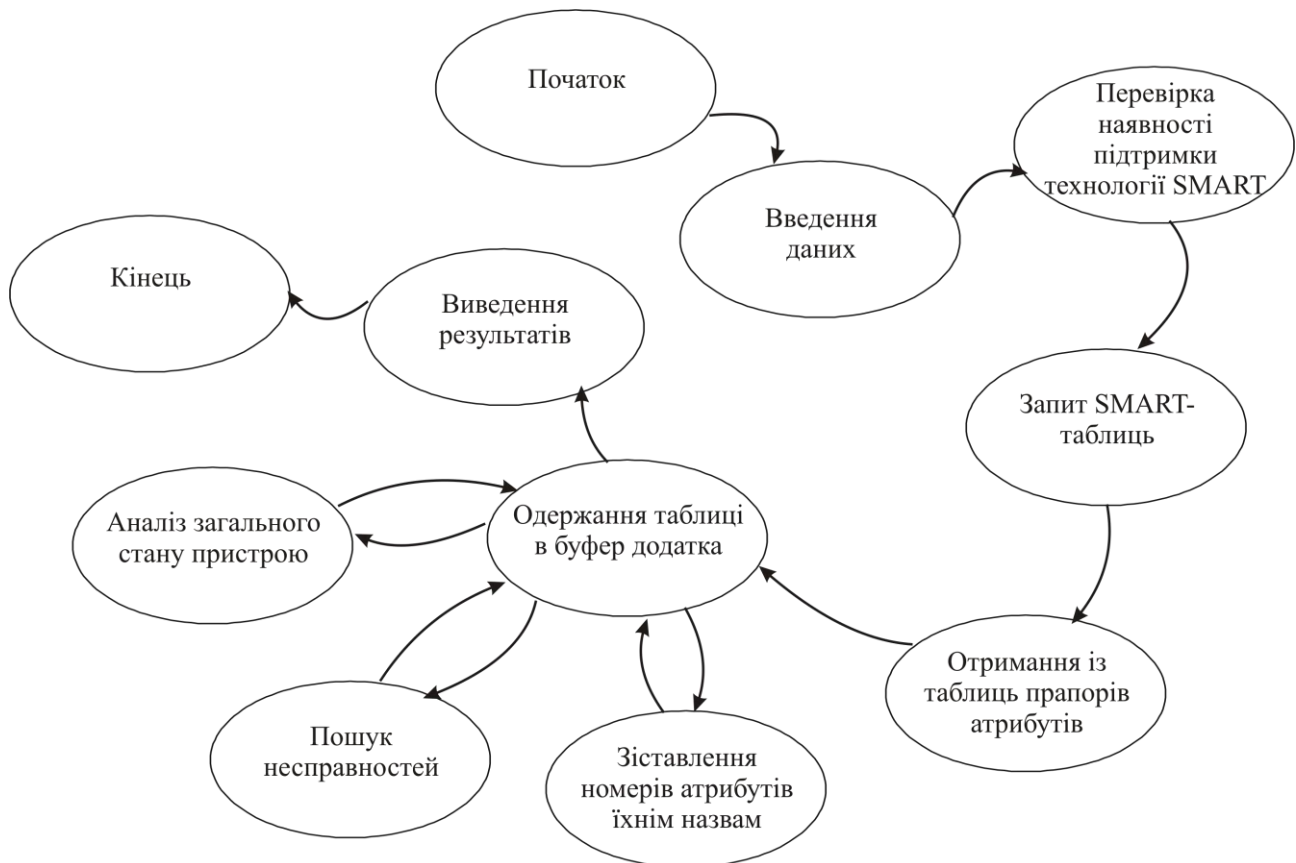 Початок
Перевірка
наявності
підтримки
технології SMART
Введення
даних
Кінець
Виведення
результатів
Запит SMART-
таблиць
Аналіз загального
стану пристрою
Одержання таблиці
в буфер додатка
Отримання із
таблиць прапорів
атрибутів
Пошук
несправностей
Зіставлення
номерів атрибутів
їхнім назвам